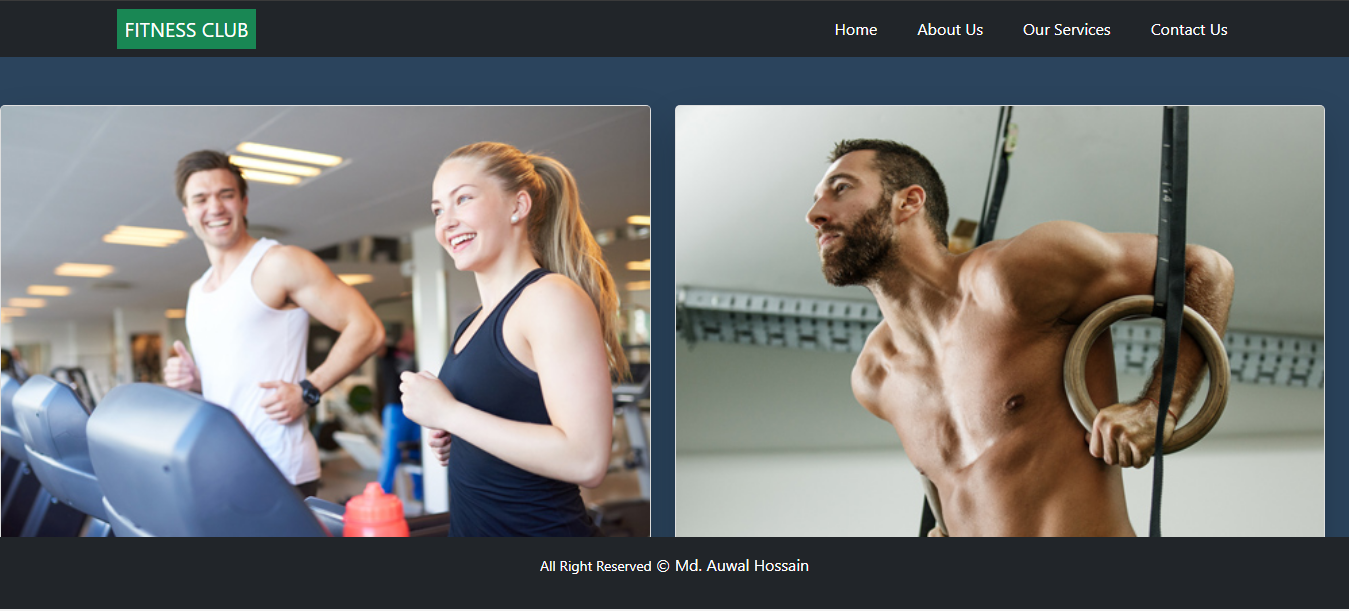 FITNESS CLUB
Home
About Us
Our Services
Contact Us
All Right Reserved © Md. Auwal Hossain